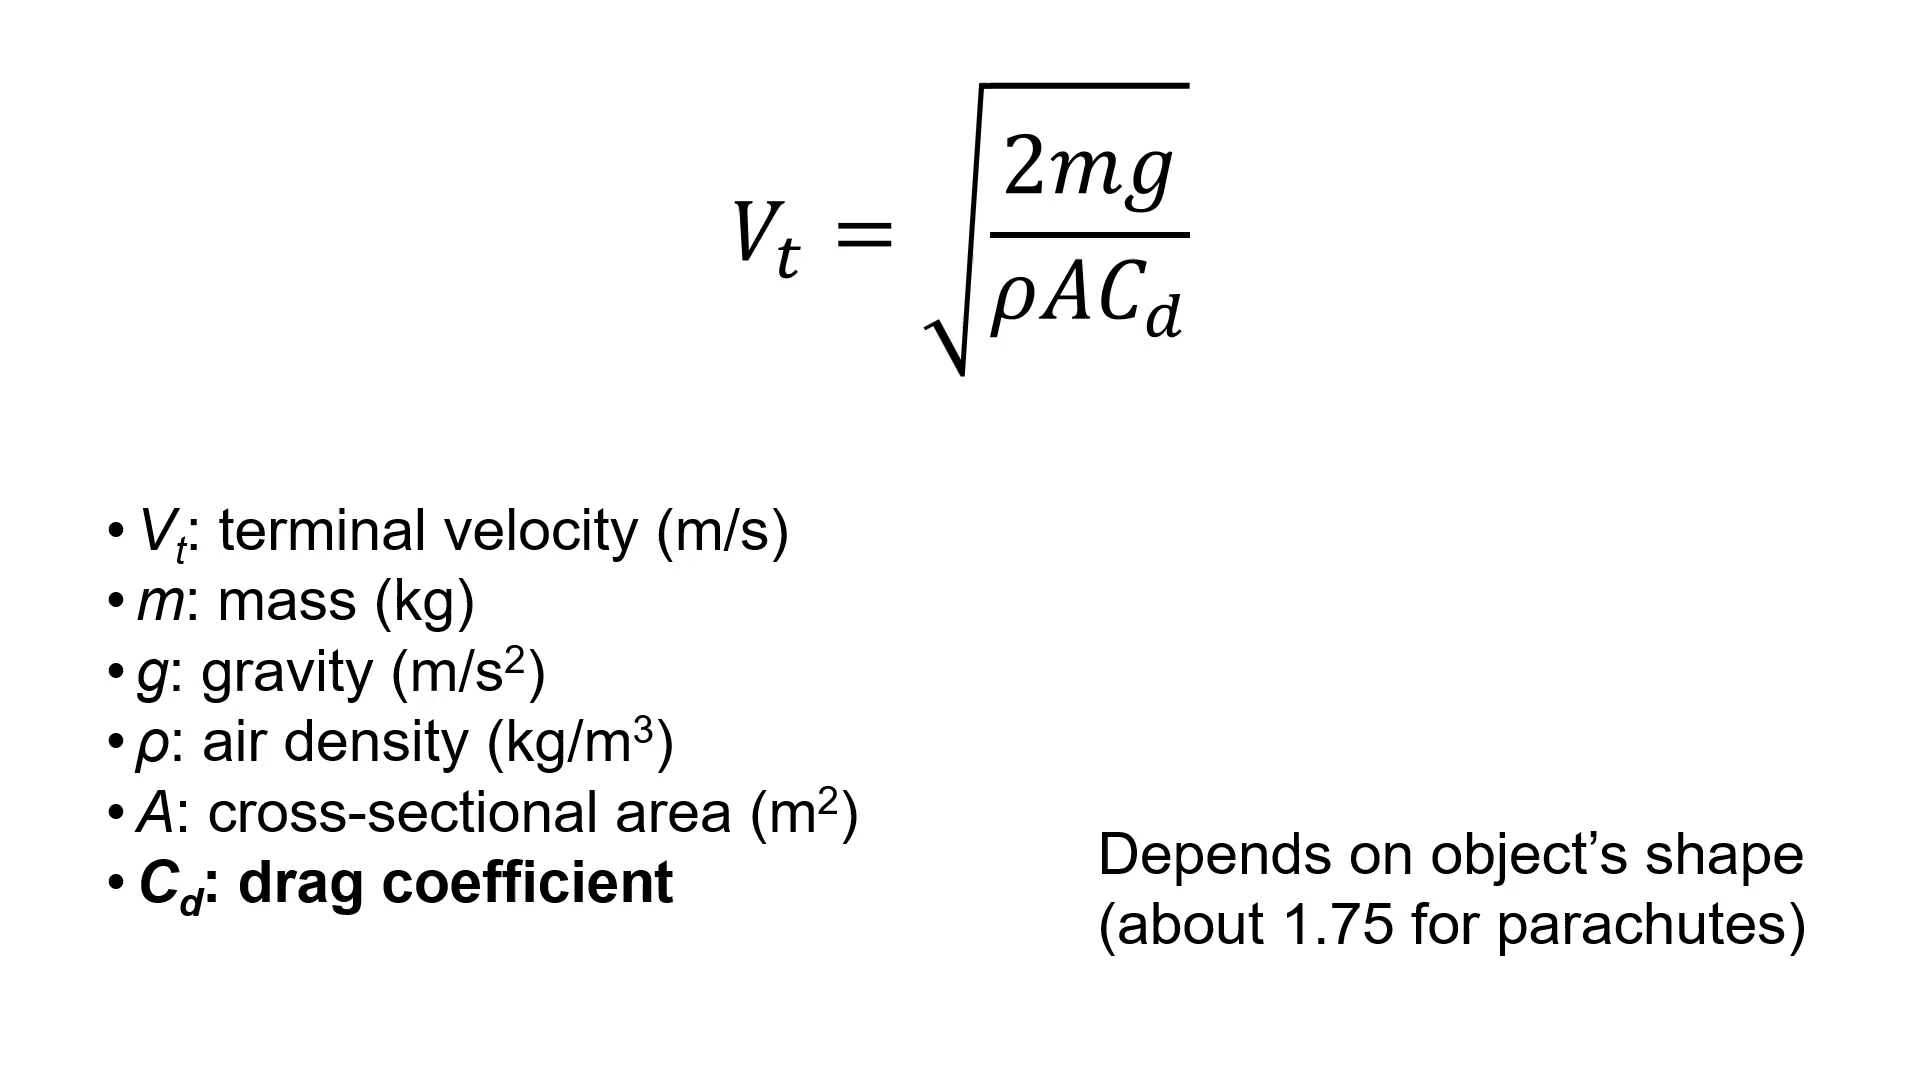 V_t = √(2mg / ρAC_d)
• V_t: terminal velocity (m/s)
• m: mass (kg)
• g: gravity (m/s²)
• ρ: air density (kg/m³)
• A: cross-sectional area (m²)
• C_d: drag coefficient
Depends on object’s shape
(about 1.75 for parachutes)